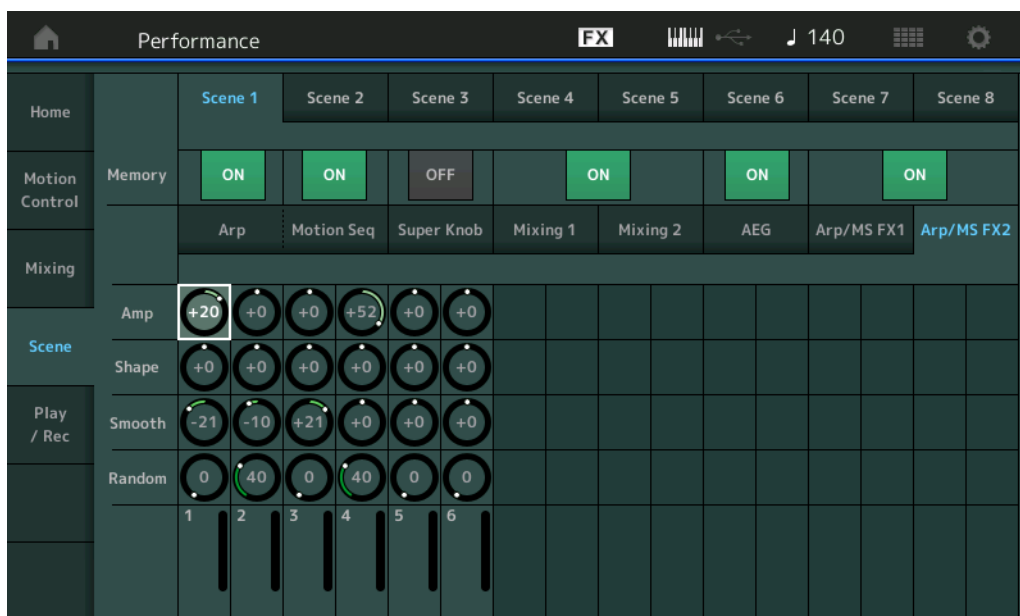 Performance FX ♩ 140
Home Scene 1 Scene 2 Scene 3 Scene 4 Scene 5 Scene 6 Scene 7 Scene 8
Motion
Control
Memory ON ON OFF ON ON ON
Arp Motion Seq Super Knob Mixing 1 Mixing 2 AEG Arp/MS FX1 Arp/MS FX2
Mixing
Amp +20 +0 +0 +52 +0 +0
Scene
Shape +0 +0 +0 +0 +0 +0
Play
/ Rec
Smooth -21 -10 +21 +0 +0 +0
Random 0 40 0 40 0 0
1 2 3 4 5 6